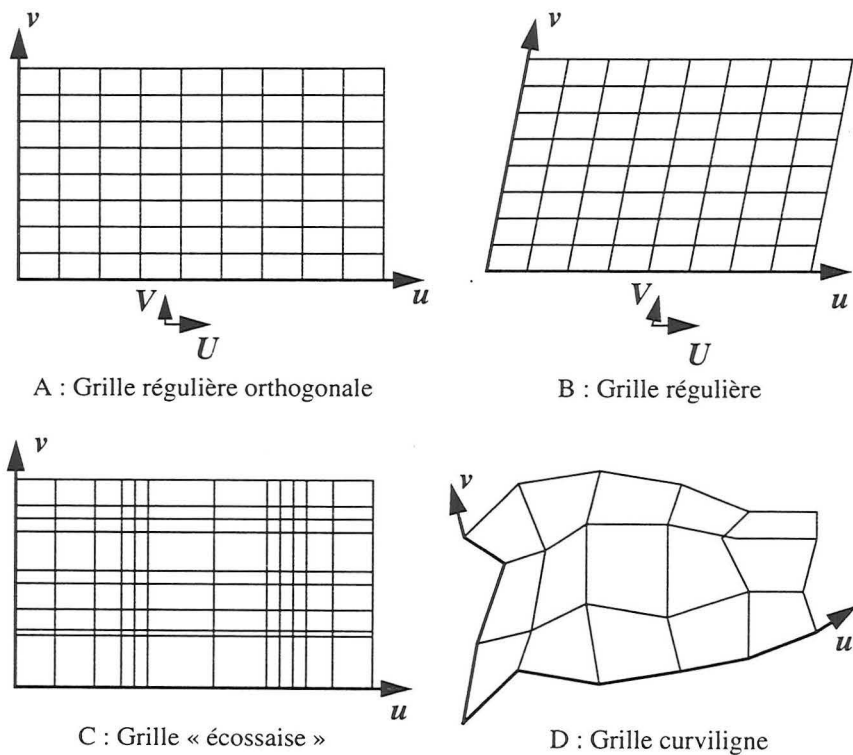 v
v
u
u
V
U
V
U
A : Grille régulière orthogonale
B : Grille régulière
v
v
u
u
C : Grille « écossaise »
D : Grille curviligne